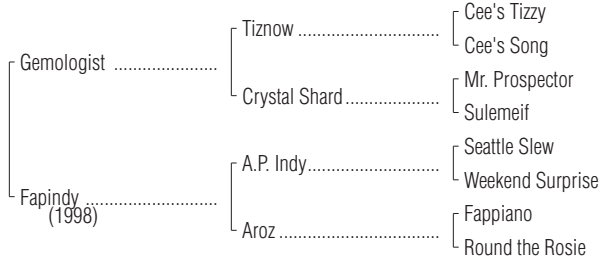 Cee's Tizzy
Tiznow
Cee's Song
Gemologist
Mr. Prospector
Crystal Shard
Sulemeif
Seattle Slew
A.P. Indy
Weekend Surprise
Fapindy
(1998)
Fappiano
Aroz
Round the Rosie